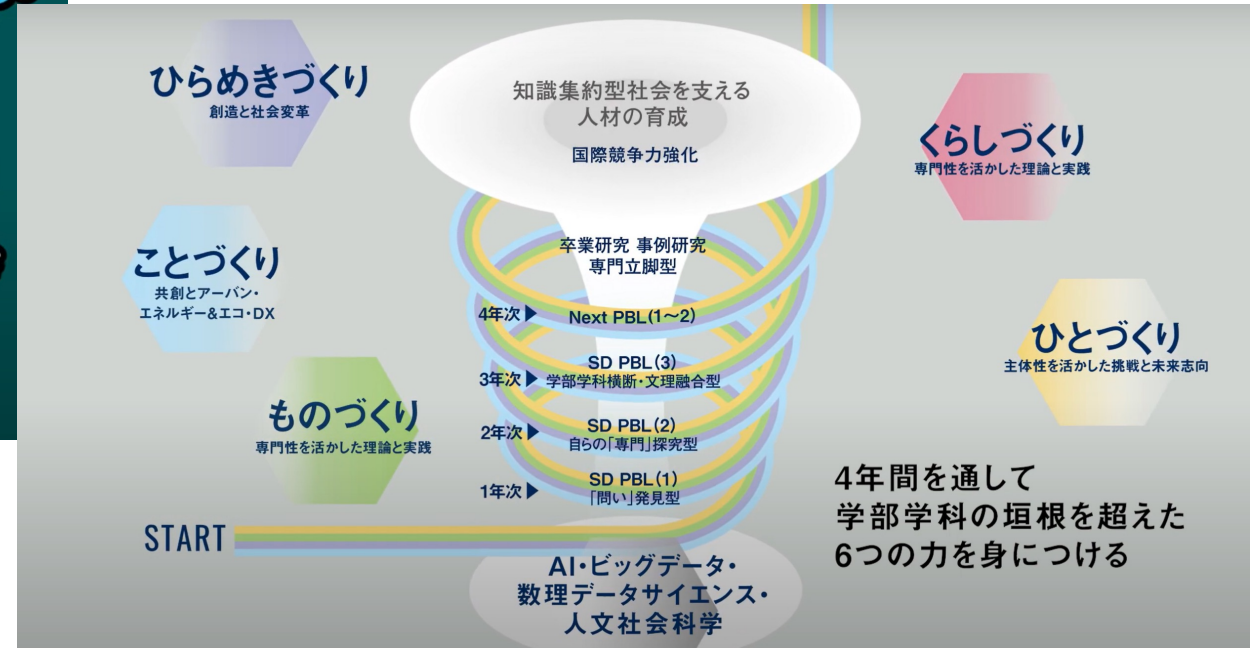 ひらめきづくり
創造と社会変革
知識集約型社会を支える
人材の育成
国際競争力強化
くらしづくり
専門性を活かした理論と実践
ことづくり
共創とアーバン・
エネルギー&エコ・DX
卒業研究 事例研究
専門立脚型
4年次▶ Next PBL(1〜2)
ひとづくり
主体性を活かした挑戦と未来志向
3年次▶ SD PBL(3)
学部学科横断・文理融合型
ものづくり
専門性を活かした理論と実践
2年次▶ SD PBL(2)
自らの「専門」探究型
1年次▶ SD PBL(1)
「問い」発見型
START
4年間を通して
学部学科の垣根を超えた
6つの力を身につける
AI・ビッグデータ・
数理データサイエンス・
人文社会科学